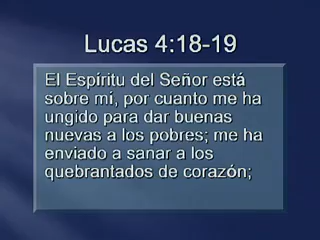 Lucas 4:18-19
El Espíritu del Señor está
sobre mí, por cuanto me ha
ungido para dar buenas
nuevas a los pobres; me ha
enviado a sanar a los
quebrantados de corazón;